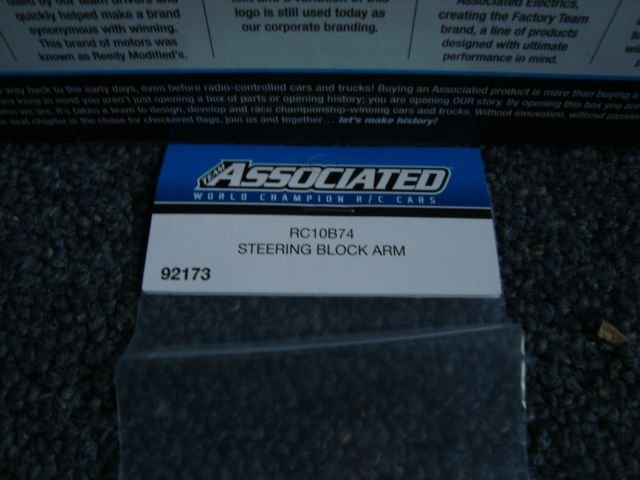 used by our team drivers and
quickly helped make a brand
synonymous with winning.
This brand of motors was
known as Reedy Modified's.
logo is still used today as
our corporate branding.
Associated Electrics,
creating the Factory Team
brand, a line of products
designed with ultimate
performance in mind.
way back to the early days, even before radio-controlled cars and trucks! Buying an Associated product is more than buying a
keep in mind you aren't just opening a box of parts or opening history; you are opening OUR story. By opening this box you are
we are. It's takes a team to design, develop and race championship-winning cars and trucks. Without innovation, without
next chapter in our chase for checkered flags, join us and together... let's make history!
TEAM ASSOCIATED
WORLD CHAMPION R/C CARS
RC10B74
STEERING BLOCK ARM
92173